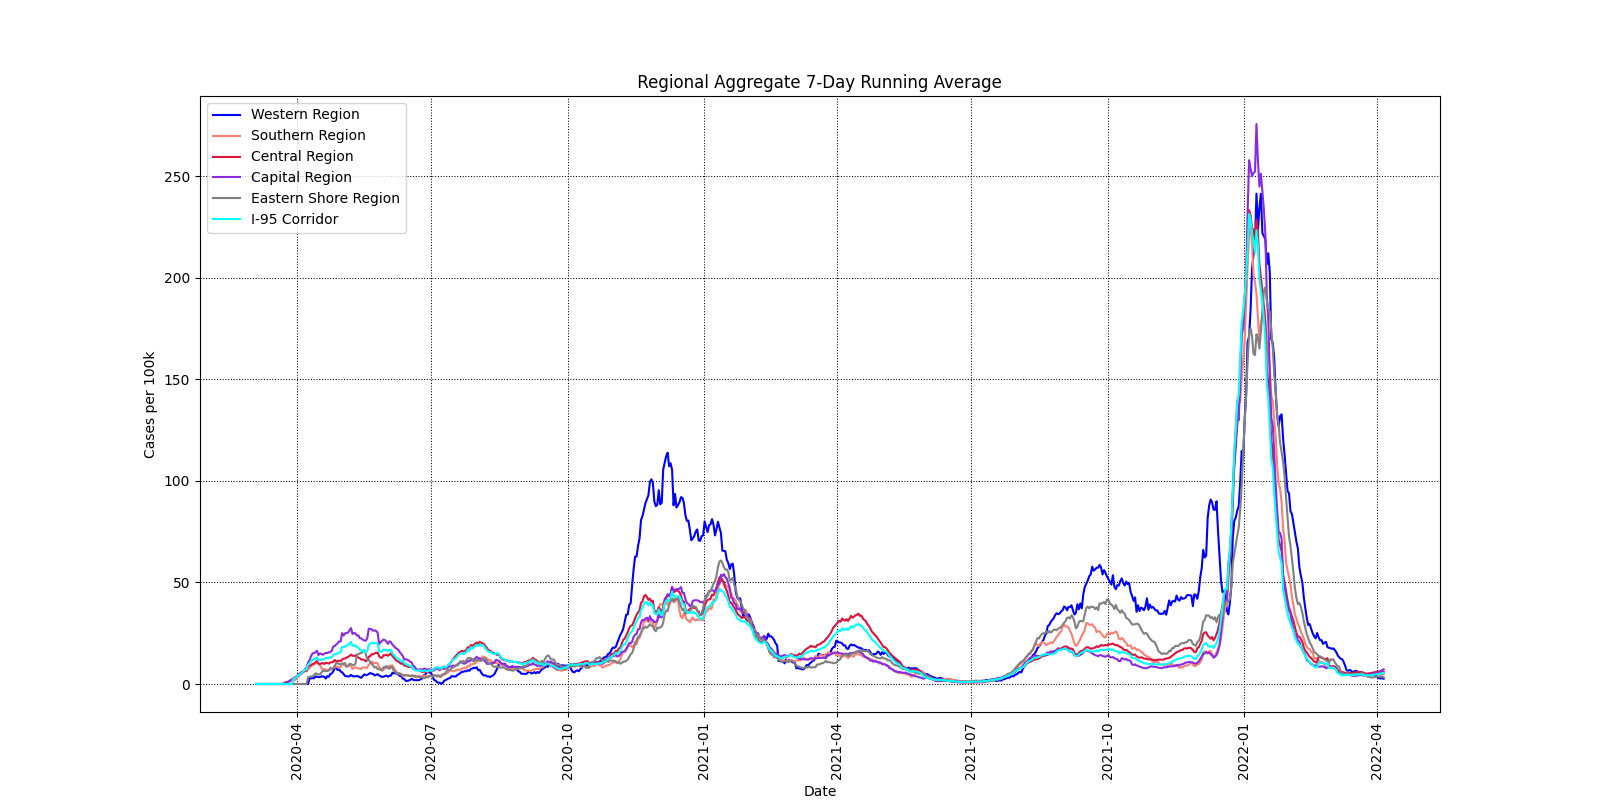 Regional Aggregate 7-Day Running Average
Western Region
Southern Region
Central Region
Capital Region
Eastern Shore Region
I-95 Corridor
Cases per 100k
250
200
150
100
50
0
2020-04
2020-07
2020-10
2021-01
2021-04
2021-07
2021-10
2022-01
2022-04
Date